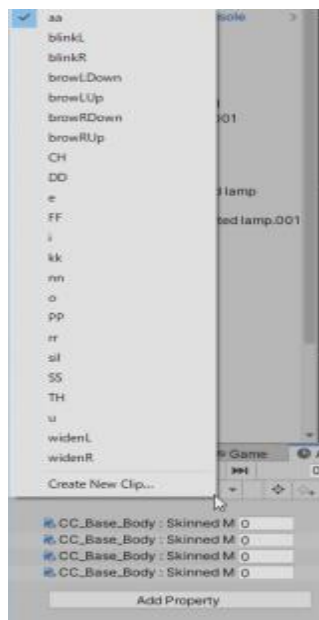 aa
blinkL
blinkR
browLDown
browLUp
browRDown
browRUp
CH
DD
e
FF
i
kk
nn
o
PP
rr
sil
SS
TH
u
widenL
widenR
Create New Clip...
sole
001
lamp
ted lamp.001
Game
CC_Base_Body : Skinned M 0
CC_Base_Body : Skinned M 0
CC_Base_Body : Skinned M 0
CC_Base_Body : Skinned M 0
Add Property